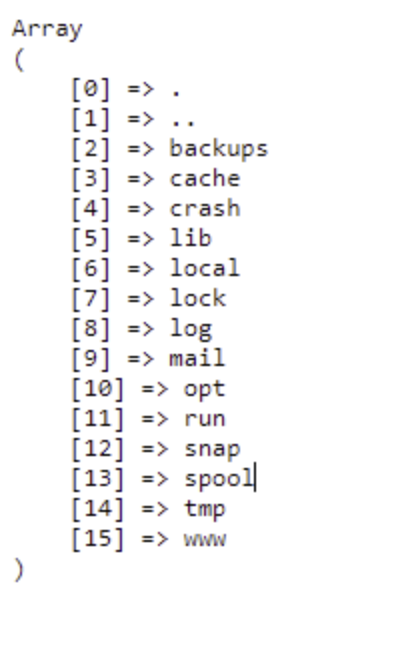 Array
(
    [0] => .
    [1] => ..
    [2] => backups
    [3] => cache
    [4] => crash
    [5] => lib
    [6] => local
    [7] => lock
    [8] => log
    [9] => mail
    [10] => opt
    [11] => run
    [12] => snap
    [13] => spool
    [14] => tmp
    [15] => www
)